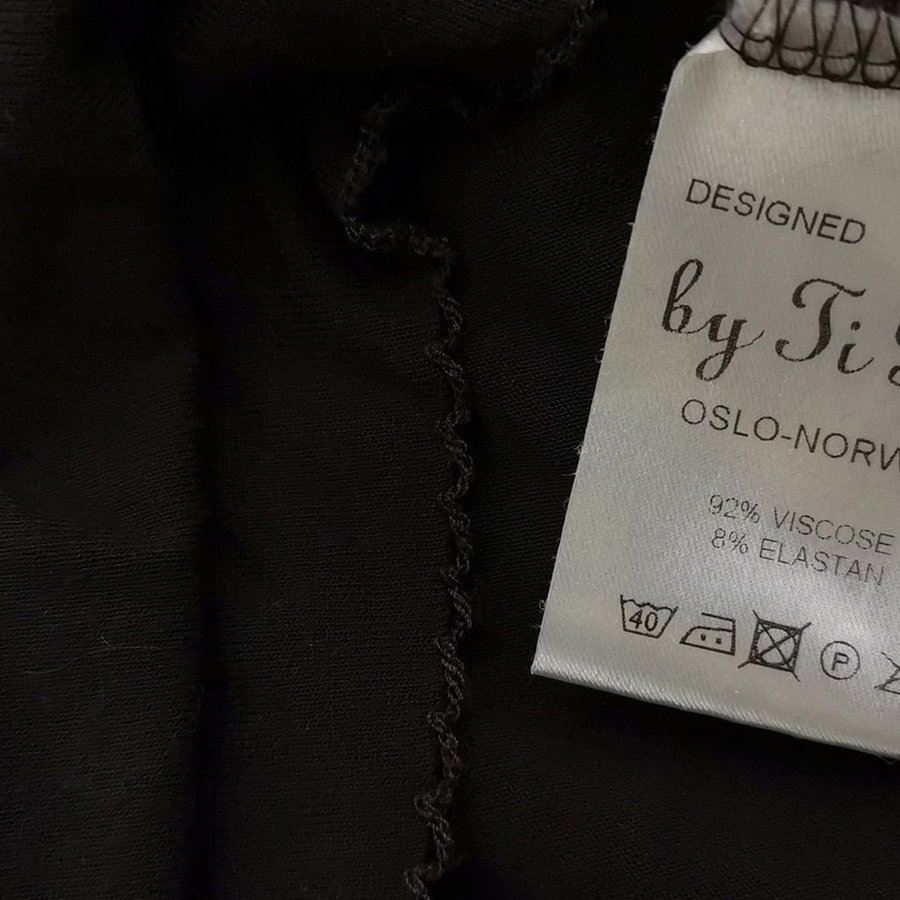 DESIGNED
by Ti
OSLO-NORW
92% VISCOSE
8% ELASTAN
40
P